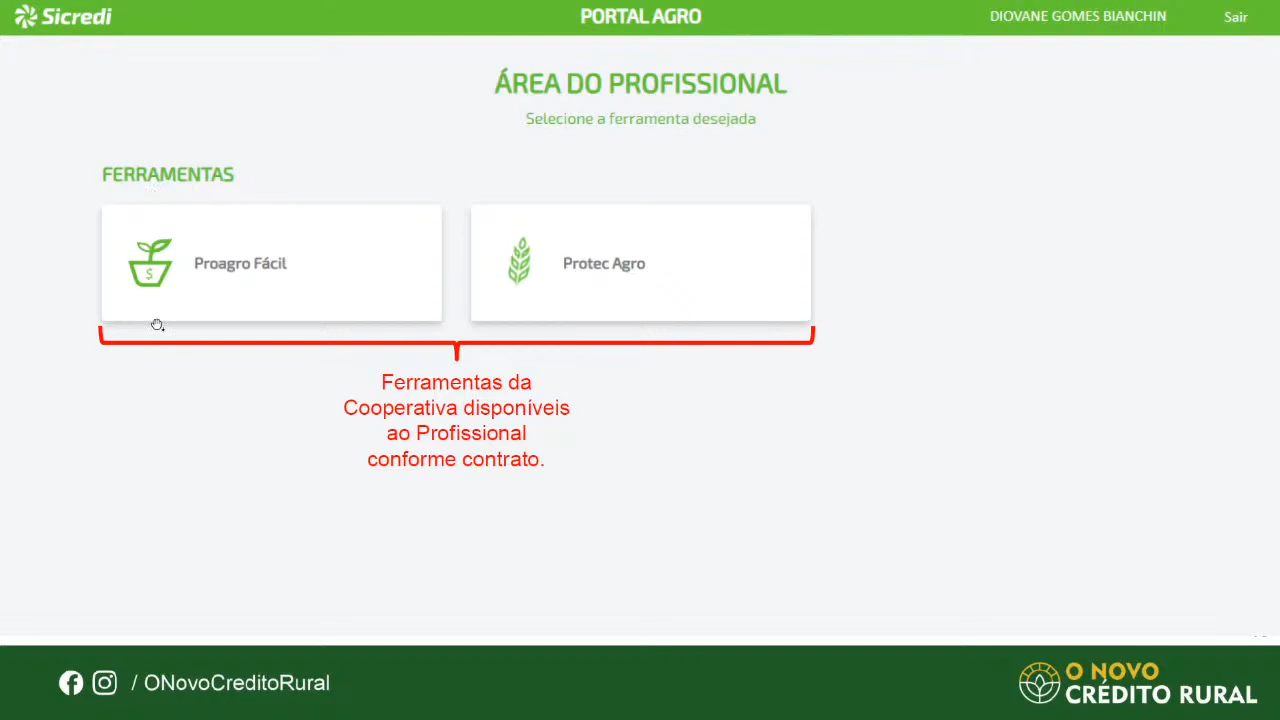 Sicredi
PORTAL AGRO
DIOVANE GOMES BIANCHIN
Sair
ÁREA DO PROFISSIONAL
Selecione a ferramenta desejada
FERRAMENTAS
$
Proagro Fácil
Protec Agro
Ferramentas da
Cooperativa disponíveis
ao Profissional
conforme contrato.
/ ONovoCreditoRural
O NOVO
CRÉDITO RURAL